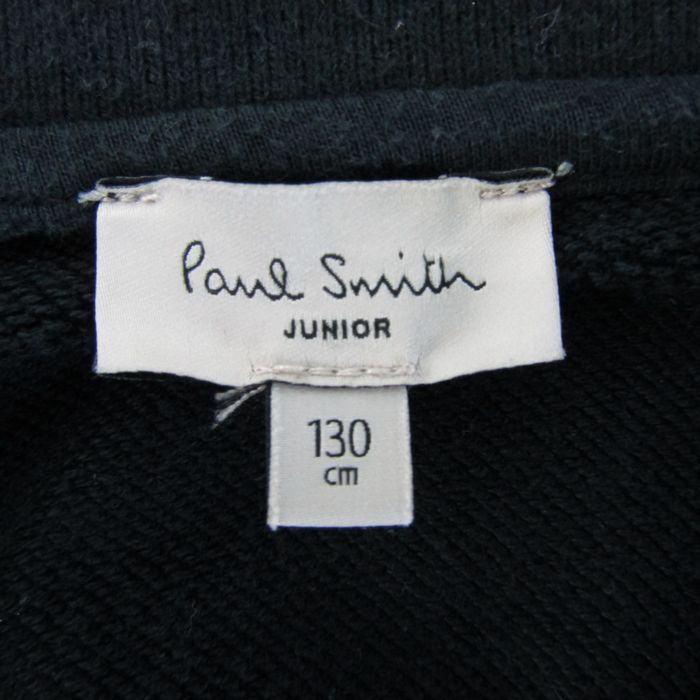 Paul Smith
JUNIOR
130
cm